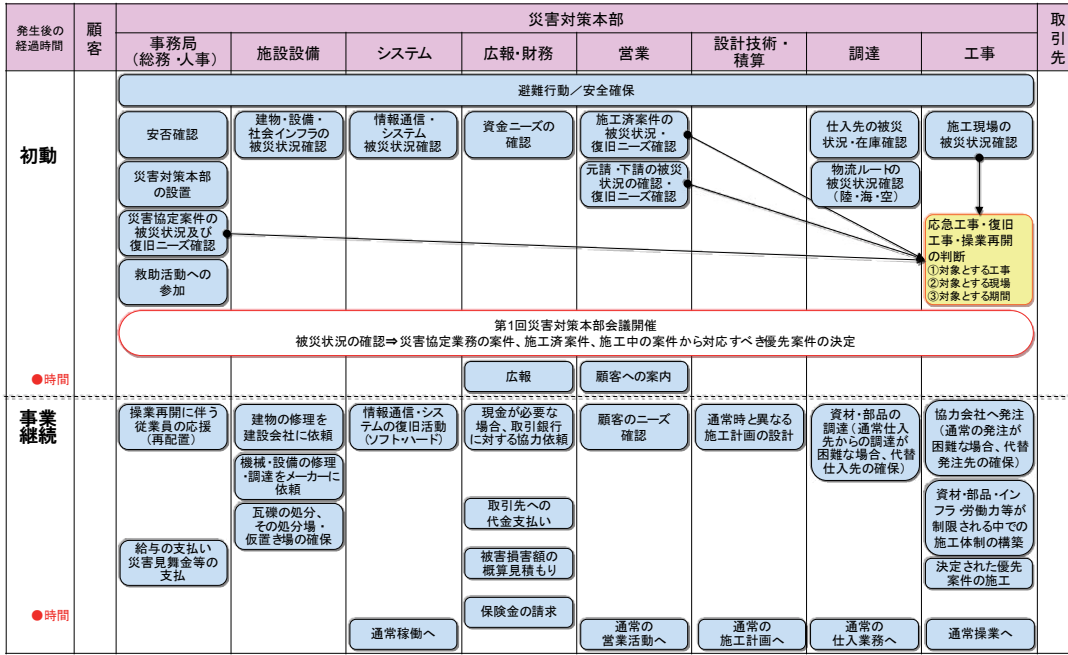 発生後の
経過時間
顧
客
災害対策本部
取
引
先
事務局
(総務・人事)
施設設備
システム
広報・財務
営業
設計技術・
積算
調達
工事
初動
避難行動/安全確保
安否確認
建物・設備・
社会インフラの
被災状況確認
情報通信・
システム
被災状況確認
資金ニーズの
確認
施工済案件の
被災状況・
復旧ニーズ確認
仕入先の被災
状況・在庫確認
施工現場の
被災状況確認
災害対策本部
の設置
元請・下請の被災
状況の確認・
復旧ニーズ確認
物流ルートの
被災状況確認
(陸・海・空)
災害協定案件の
被災状況及び
復旧ニーズ確認
応急工事・復旧
工事・操業再開
の判断
①対象とする工事
②対象とする現場
③対象とする期間
救助活動への
参加
第1回災害対策本部会議開催
被災状況の確認⇒災害協定業務の案件、施工済案件、施工中の案件から対応すべき優先案件の決定
●時間
広報
顧客への案内
事業
継続
操業再開に伴う
従業員の応援
(再配置)
建物の修理を
建設会社に依頼
情報通信・シス
テムの復旧活動
(ソフト・ハード)
現金が必要な
場合、取引銀行
に対する協力依頼
顧客のニーズ
確認
通常時と異なる
施工計画の設計
資材・部品の
調達(通常仕入
先からの調達が
困難な場合、代替
仕入先の確保)
協力会社へ発注
(通常の発注が
困難な場合、代替
発注先の確保)
機械・設備の修理
・調達をメーカーに
依頼
取引先への
代金支払い
資材・部品・イン
フラ・労働力等が
制限される中での
施工体制の構築
瓦礫の処分、
その処分場・
仮置き場の確保
給与の支払い
災害見舞金等の
支払
被害損害額の
概算見積もり
決定された優先
案件の施工
●時間
保険金の請求
通常稼働へ
通常の
営業活動へ
通常の
施工計画へ
通常の
仕入業務へ
通常操業へ